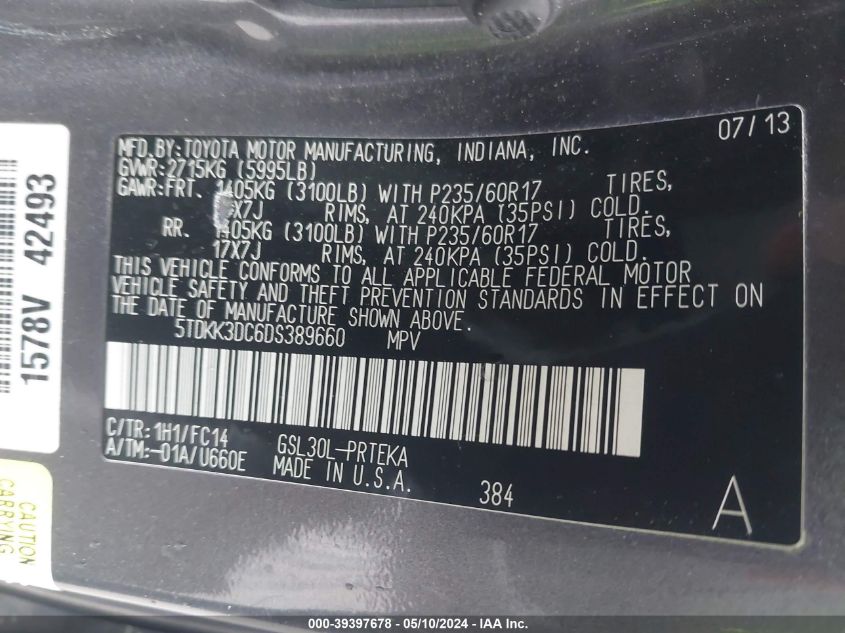 07/13
MFD.BY:TOYOTA MOTOR MANUFACTURING, INDIANA, INC.
GVWR:2715KG (5995LB)
GAWR:FRT. 1405KG (3100LB) WITH P235/60R17 TIRES,
X7J RIMS, AT 240KPA (35PSI) COLD.
RR. 1405KG (3100LB) WITH P235/60R17 TIRES,
17X7J RIMS, AT 240KPA (35PSI) COLD.
THIS VEHICLE CONFORMS TO ALL APPLICABLE FEDERAL MOTOR
VEHICLE SAFETY AND THEFT PREVENTION STANDARDS IN EFFECT ON
THE DATE OF MANUFACTURE SHOWN ABOVE.
5TDKK3DC6DS389660 MPV
C/TR:1H1/FC14 GSL30L-PRTEKA
A/TM:-01A/U660E MADE IN U.S.A.
384
A
1578V 42493
CAUTION
CARRYING
000-39397678 - 05/10/2024 - IAA Inc.